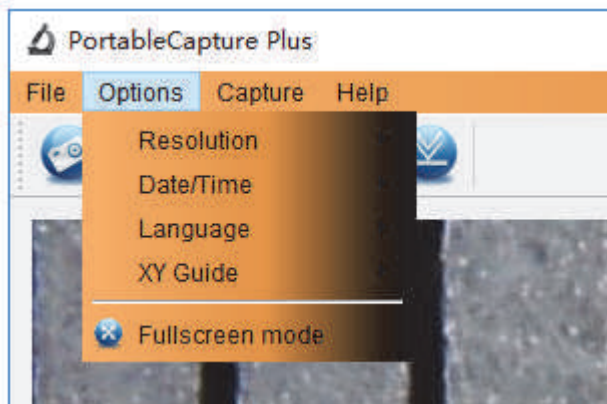 PortableCapture Plus
File Options Capture Help
Resolution
Date/Time
Language
XY Guide
Fullscreen mode